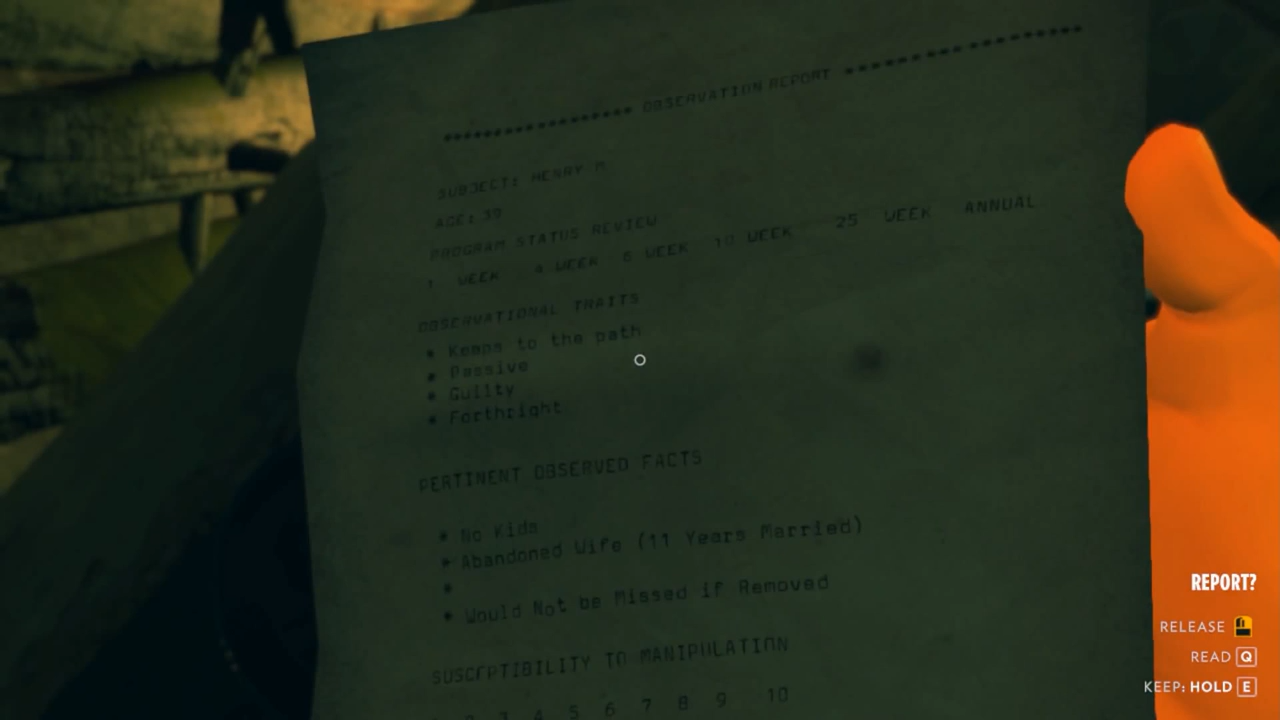 ****************** OBSERVATION REPORT ********************
SUBJECT: HENRY M
AGE: 39
PROGRAM STATUS REVIEW
1 WEEK 4 WEEK 6 WEEK 10 WEEK 25 WEEK ANNUAL
OBSERVATIONAL TRAITS
* Keeps to the path
* Passive
* Guilty
* Forthright
PERTINENT OBSERVED FACTS
* No Kids
* Abandoned Wife (11 Years Married)
*
* Would Not be Missed if Removed
SUSCEPTIBILITY TO MANIPULATION
3 4 5 6 7 8 9 10
REPORT?
RELEASE
READ Q
KEEP: HOLD E